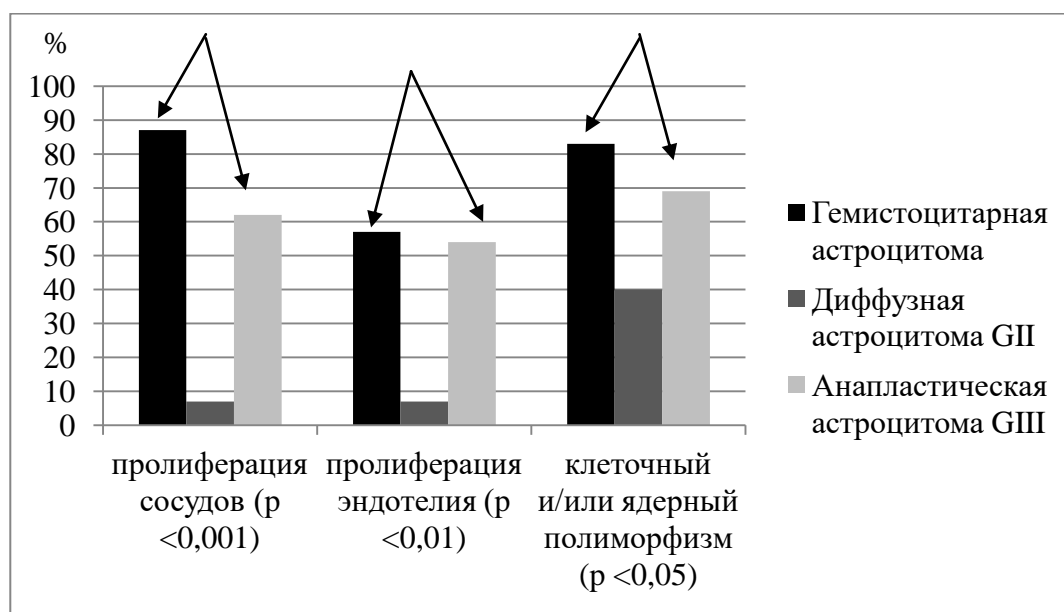 %
100
90
80
70
60
50
40
30
20
10
0
пролиферация
сосудов (p
<0,001)
пролиферация
эндотелия (p
<0,01)
клеточный
и/или ядерный
полиморфизм
(p <0,05)
Гемистоцитарная
астроцитома
Диффузная
астроцитома GII
Анапластическая
астроцитома GIII